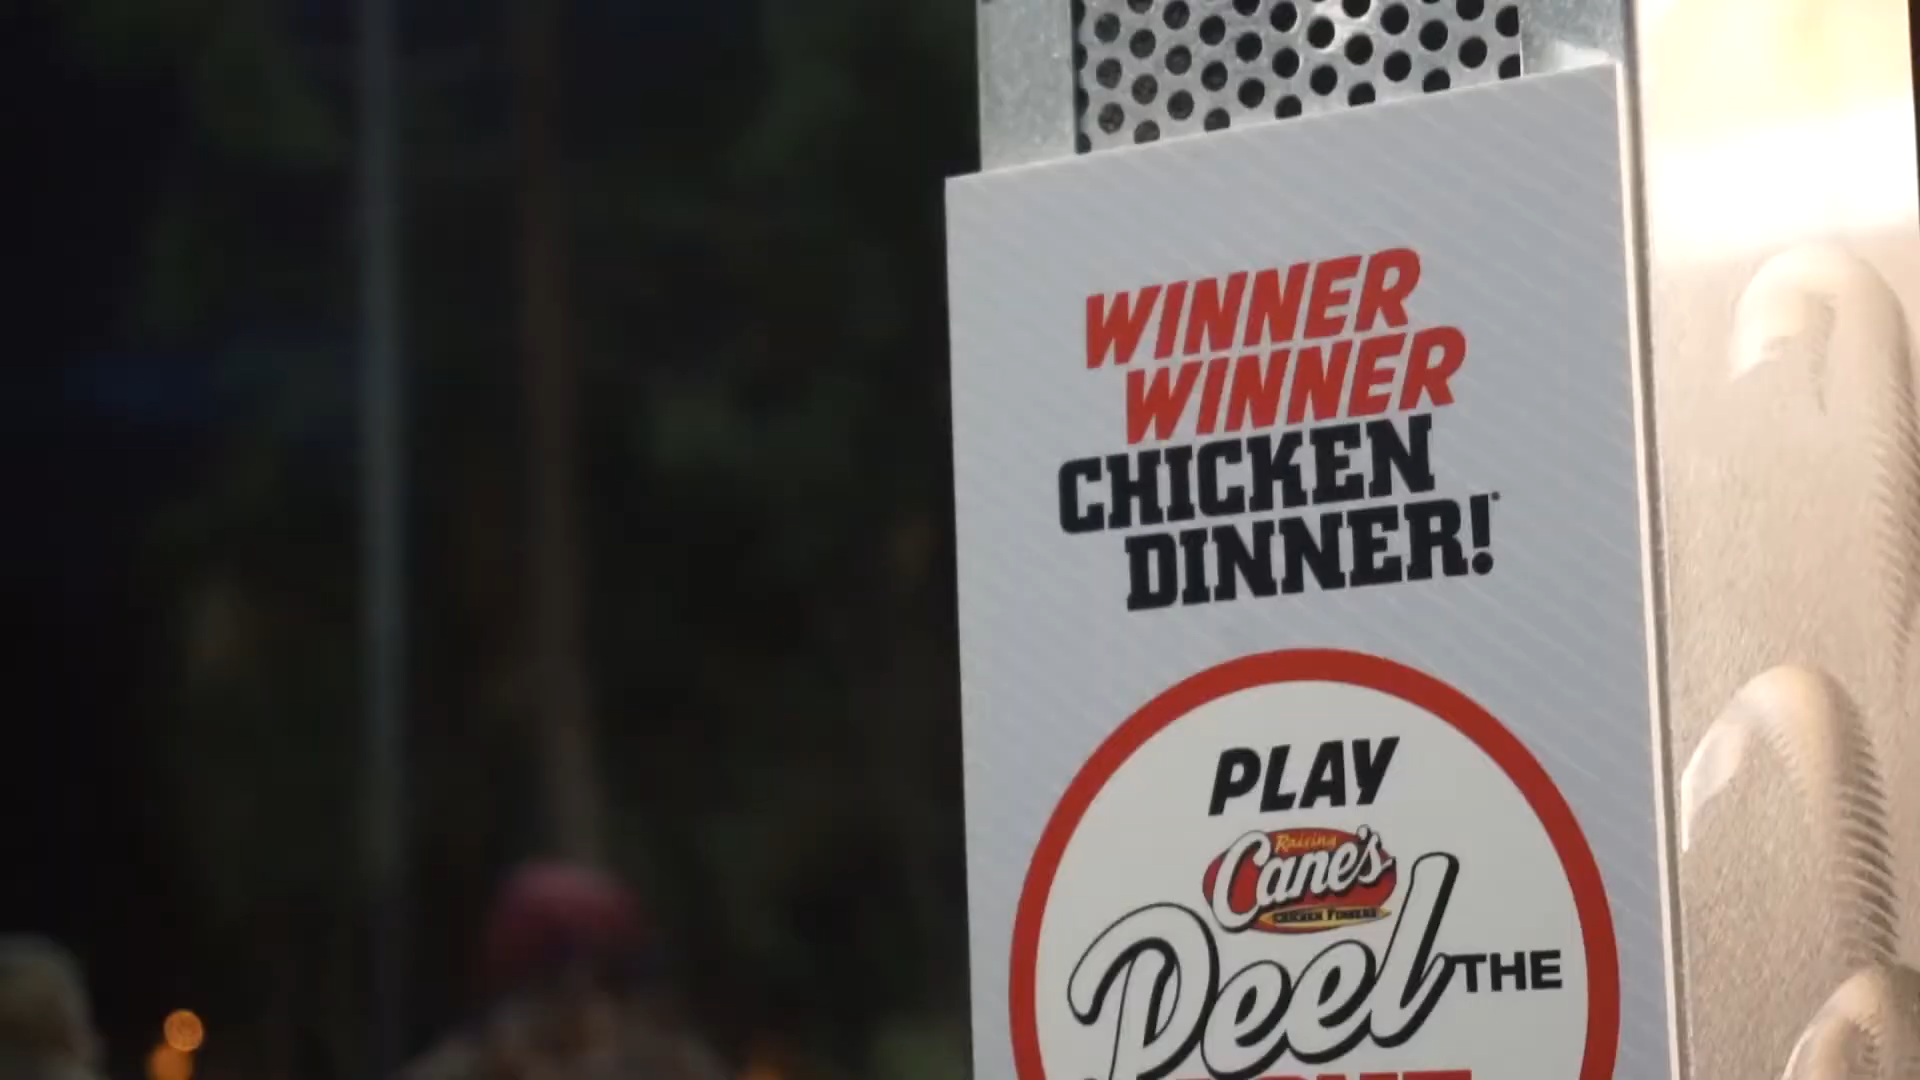 WINNER
WINNER
CHICKEN
DINNER!
PLAY
Raising
Cane's
CHICKEN FINGERS
Peel THE